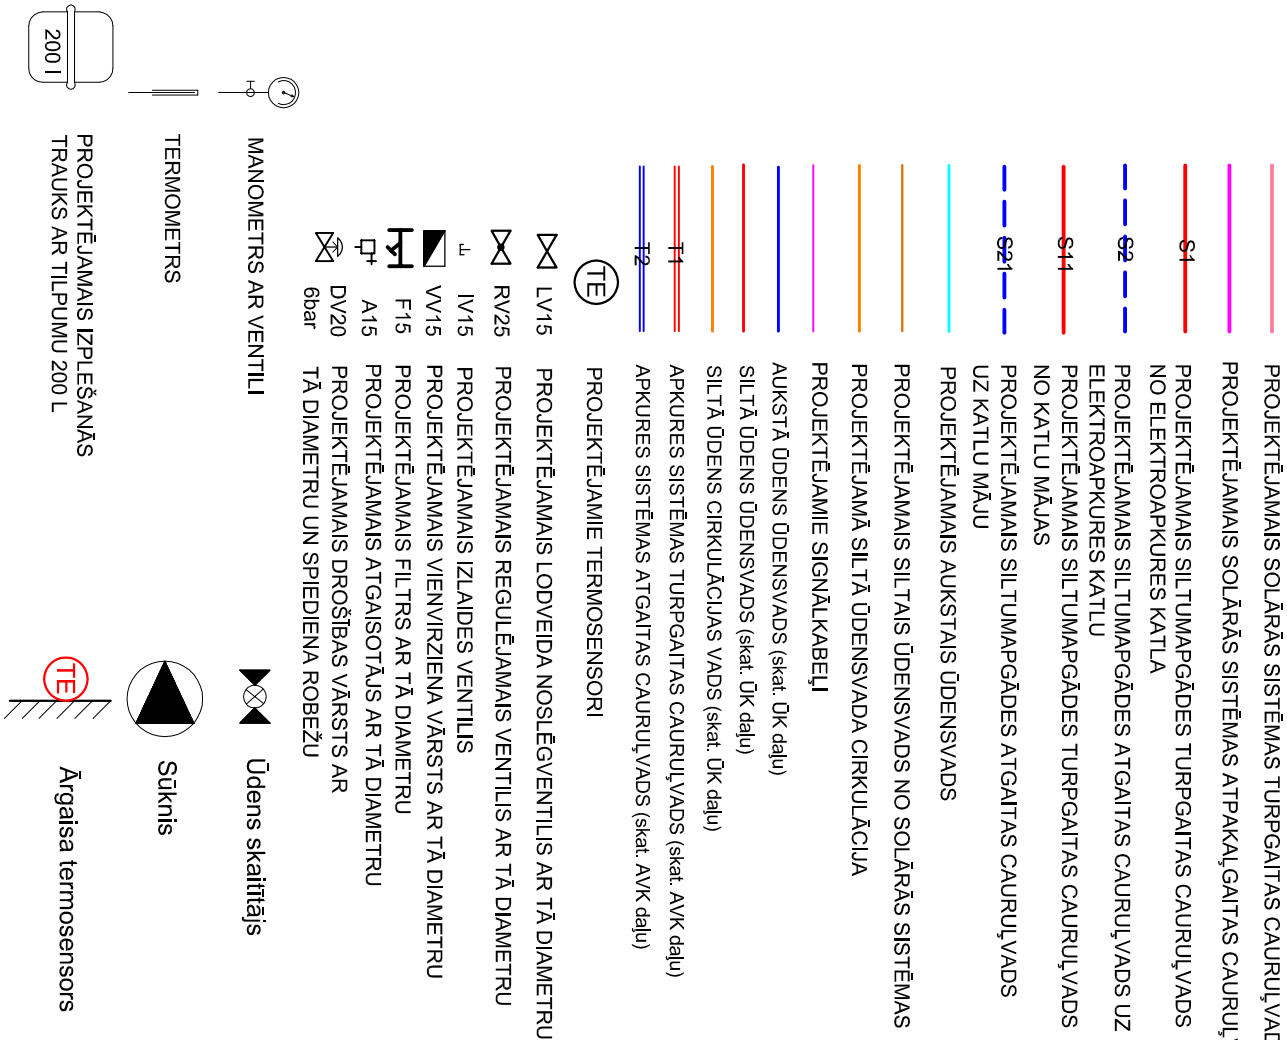 PROJEKTĒJAMAIS SOLĀRĀS SISTĒMAS TURPGAITAS CAURUĻVAD
PROJEKTĒJAMAIS SOLĀRĀS SISTĒMAS ATPAKAĻGAITAS CAURUĻV
S1
PROJEKTĒJAMAIS SILTUMAPGĀDES TURPGAITAS CAURUĻVADS
NO ELEKTROAPKURES KATLA
S2
PROJEKTĒJAMAIS SILTUMAPGĀDES ATGAITAS CAURUĻVADS UZ
ELEKTROAPKURES KATLU
S11
PROJEKTĒJAMAIS SILTUMAPGĀDES TURPGAITAS CAURUĻVADS
NO KATLU MĀJAS
S21
PROJEKTĒJAMAIS SILTUMAPGĀDES ATGAITAS CAURUĻVADS
UZ KATLU MĀJU
PROJEKTĒJAMAIS AUKSTAIS ŪDENSVADS
PROJEKTĒJAMAIS SILTAIS ŪDENSVADS NO SOLĀRĀS SISTĒMAS
PROJEKTĒJAMĀ SILTĀ ŪDENSVADA CIRKULĀCIJA
PROJEKTĒJAMIE SIGNĀLKABEĻI
AUKSTĀ ŪDENS ŪDENSVADS (skat. ŪK daļu)
SILTĀ ŪDENS ŪDENSVADS (skat. ŪK daļu)
SILTĀ ŪDENS CIRKULĀCIJAS VADS (skat. ŪK daļu)
T1
APKURES SISTĒMAS TURPGAITAS CAURUĻVADS (skat. AVK daļu)
T2
APKURES SISTĒMAS ATGAITAS CAURUĻVADS (skat. AVK daļu)
TE
PROJEKTĒJAMIE TERMOSENSORI
LV15 PROJEKTĒJAMAIS LODVEIDA NOSLĒGVENTILIS AR TĀ DIAMETRU
RV25 PROJEKTĒJAMAIS REGULĒJAMAIS VENTILIS AR TĀ DIAMETRU
IV15 PROJEKTĒJAMAIS IZLAIDES VENTILIS
VV15 PROJEKTĒJAMAIS VIENVIRZIENA VĀRSTS AR TĀ DIAMETRU
F15 PROJEKTĒJAMAIS FILTRS AR TĀ DIAMETRU
A15 PROJEKTĒJAMAIS ATGAISOTĀJS AR TĀ DIAMETRU
DV20 PROJEKTĒJAMAIS DROŠĪBAS VĀRSTS AR
6bar TĀ DIAMETRU UN SPIEDIENA ROBEŽU
MANOMETRS AR VENTILI
TERMOMETRS
200 l
PROJEKTĒJAMAIS IZPLEŠANĀS
TRAUKS AR TILPUMU 200 L
Ūdens skaitītājs
Sūknis
TE
Ārgaisa termosensors